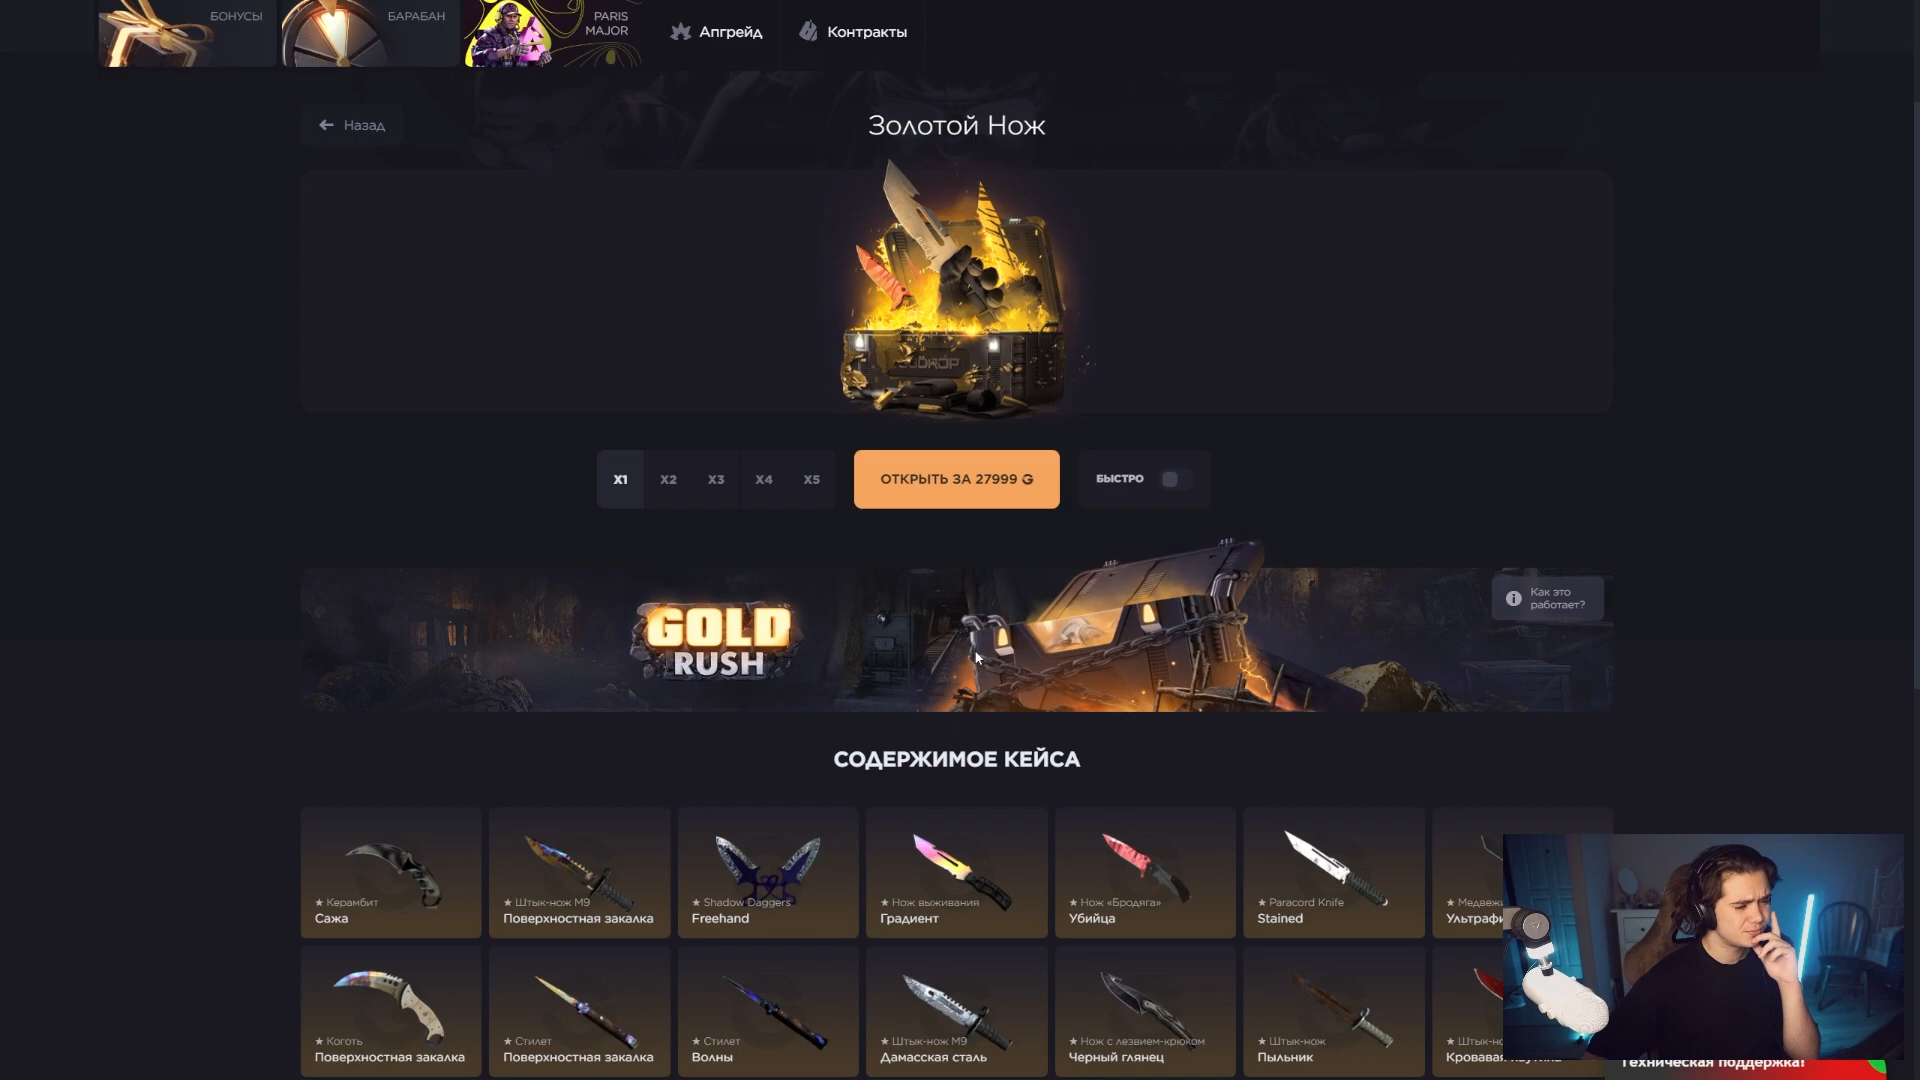 БОНУСЫ
БАРАБАН
PARIS
MAJOR
Апгрейд
Контракты
Назад
Золотой Нож
X1
X2
X3
X4
X5
ОТКРЫТЬ ЗА 27999 G
БЫСТРО
GOLD
RUSH
Как это
работает?
СОДЕРЖИМОЕ КЕЙСА
★ Керамбит
Сажа
★ Штык-нож M9
Поверхностная закалка
★ Shadow Daggers
Freehand
★ Нож выживания
Градиент
★ Нож «Бродяга»
Убийца
★ Paracord Knife
Stained
★ Коготь
Поверхностная закалка
★ Стилет
Поверхностная закалка
★ Стилет
Волны
★ Штык-нож M9
Дамасская сталь
★ Нож с лезвием-крюком
Черный глянец
★ Штык-нож
Пыльник
Кровавая
Техническая поддержка!